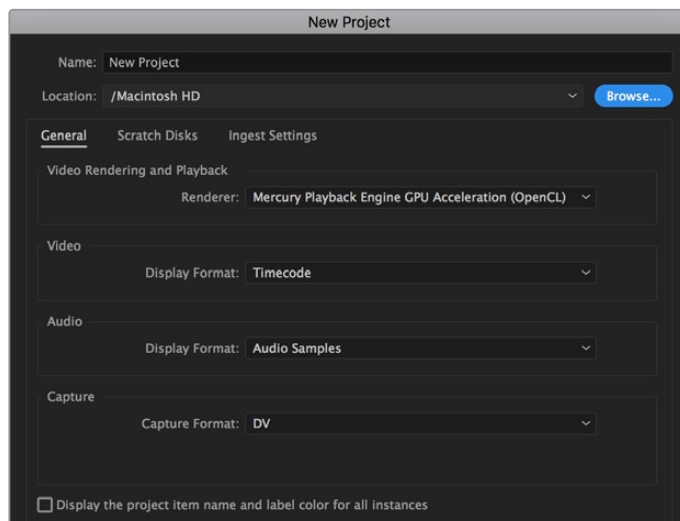 New Project
Name: New Project
Location: /Macintosh HD Browse...
General Scratch Disks Ingest Settings
Video Rendering and Playback
Renderer: Mercury Playback Engine GPU Acceleration (OpenCL)
Video
Display Format: Timecode
Audio
Display Format: Audio Samples
Capture
Capture Format: DV
Display the project item name and label color for all instances